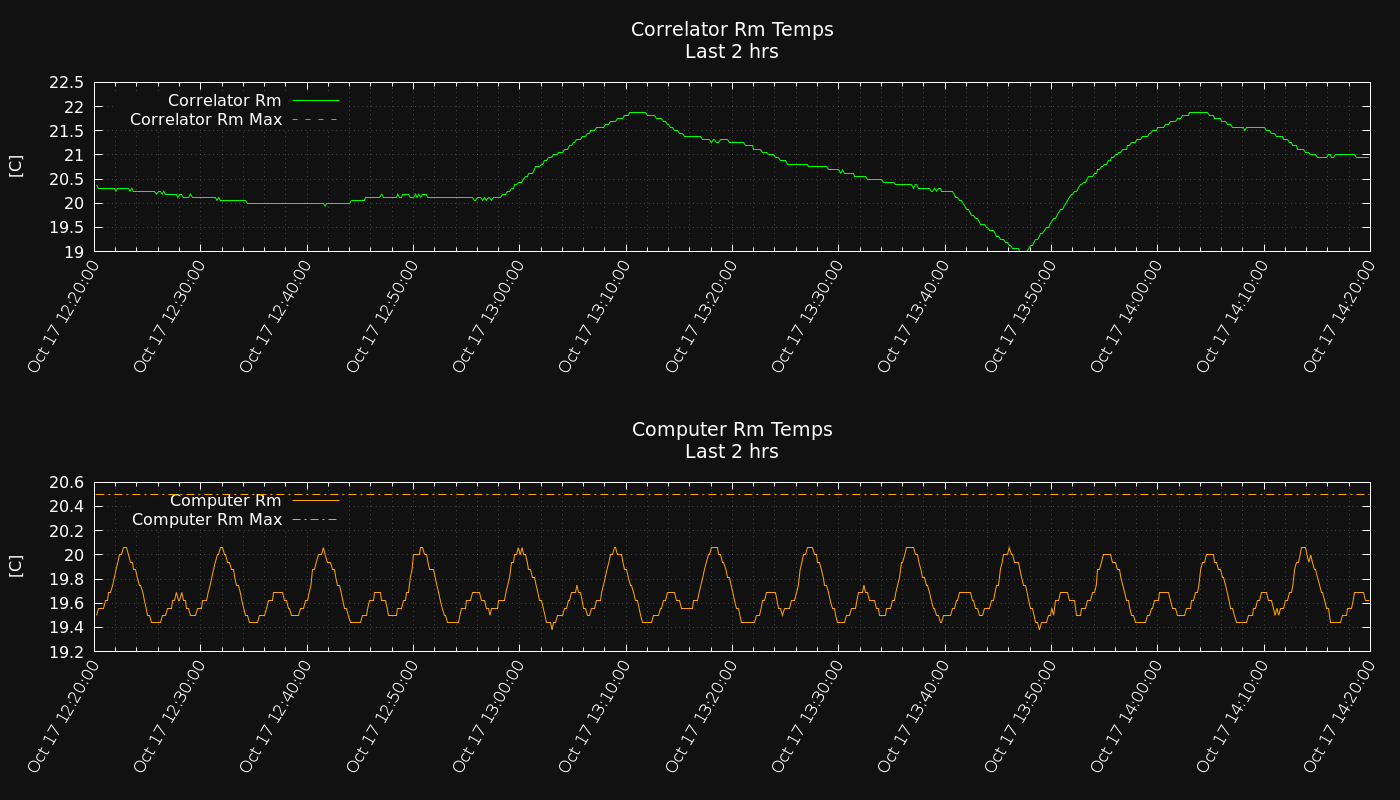 Correlator Rm Temps
Last 2 hrs
Correlator Rm
Correlator Rm Max
[C]
22.5
22
21.5
21
20.5
20
19.5
19
Oct 17 12:20:00
Oct 17 12:30:00
Oct 17 12:40:00
Oct 17 12:50:00
Oct 17 13:00:00
Oct 17 13:10:00
Oct 17 13:20:00
Oct 17 13:30:00
Oct 17 13:40:00
Oct 17 13:50:00
Oct 17 14:00:00
Oct 17 14:10:00
Oct 17 14:20:00
Computer Rm Temps
Last 2 hrs
Computer Rm
Computer Rm Max
[C]
20.6
20.4
20.2
20
19.8
19.6
19.4
19.2
Oct 17 12:20:00
Oct 17 12:30:00
Oct 17 12:40:00
Oct 17 12:50:00
Oct 17 13:00:00
Oct 17 13:10:00
Oct 17 13:20:00
Oct 17 13:30:00
Oct 17 13:40:00
Oct 17 13:50:00
Oct 17 14:00:00
Oct 17 14:10:00
Oct 17 14:20:00